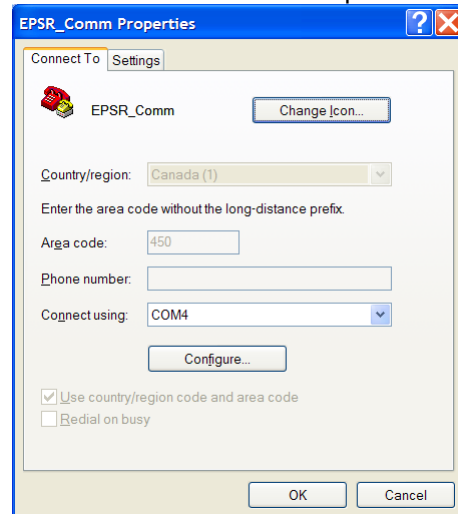 EPSR_Comm Properties
Connect To Settings
EPSR_Comm Change Icon...
Country/region: Canada (1)
Enter the area code without the long-distance prefix.
Area code: 450
Phone number:
Connect using: COM4
Configure...
Use country/region code and area code
Redial on busy
OK Cancel